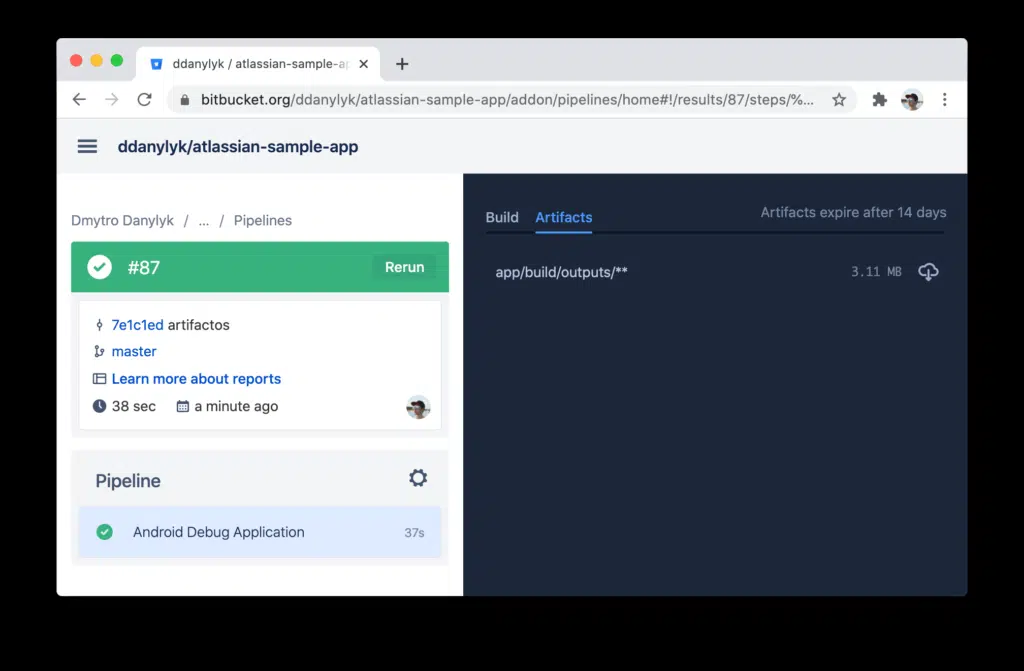 ddanylyk / atlassian-sample-ap
bitbucket.org/ddanylyk/atlassian-sample-app/addon/pipelines/home#!/results/87/steps/%...
ddanylyk/atlassian-sample-app
Dmytro Danylyk / ... / Pipelines
#87 Rerun
7e1c1ed artifactos
master
Learn more about reports
38 sec a minute ago
Pipeline
Android Debug Application 37s
Build Artifacts Artifacts expire after 14 days
app/build/outputs/** 3.11 MB